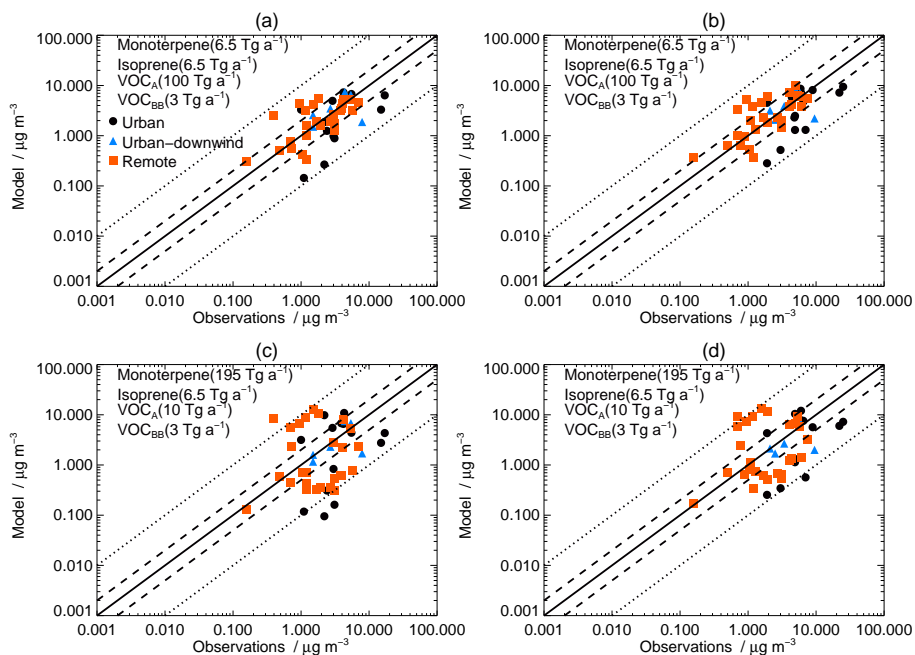 (a)
100.000
10.000
1.000
0.100
0.010
0.001
Model / μg m⁻³
Monoterpene(6.5 Tg a⁻¹)
Isoprene(6.5 Tg a⁻¹)
VOC_A(100 Tg a⁻¹)
VOC_BB(3 Tg a⁻¹)
Urban
Urban−downwind
Remote
0.001 0.010 0.100 1.000 10.000 100.000
Observations / μg m⁻³
(b)
100.000
10.000
1.000
0.100
0.010
0.001
Model / μg m⁻³
Monoterpene(6.5 Tg a⁻¹)
Isoprene(6.5 Tg a⁻¹)
VOC_A(100 Tg a⁻¹)
VOC_BB(3 Tg a⁻¹)
0.001 0.010 0.100 1.000 10.000 100.000
Observations / μg m⁻³
(c)
100.000
10.000
1.000
0.100
0.010
0.001
Model / μg m⁻³
Monoterpene(195 Tg a⁻¹)
Isoprene(6.5 Tg a⁻¹)
VOC_A(10 Tg a⁻¹)
VOC_BB(3 Tg a⁻¹)
0.001 0.010 0.100 1.000 10.000 100.000
Observations / μg m⁻³
(d)
100.000
10.000
1.000
0.100
0.010
0.001
Model / μg m⁻³
Monoterpene(195 Tg a⁻¹)
Isoprene(6.5 Tg a⁻¹)
VOC_A(10 Tg a⁻¹)
VOC_BB(3 Tg a⁻¹)
0.001 0.010 0.100 1.000 10.000 100.000
Observations / μg m⁻³